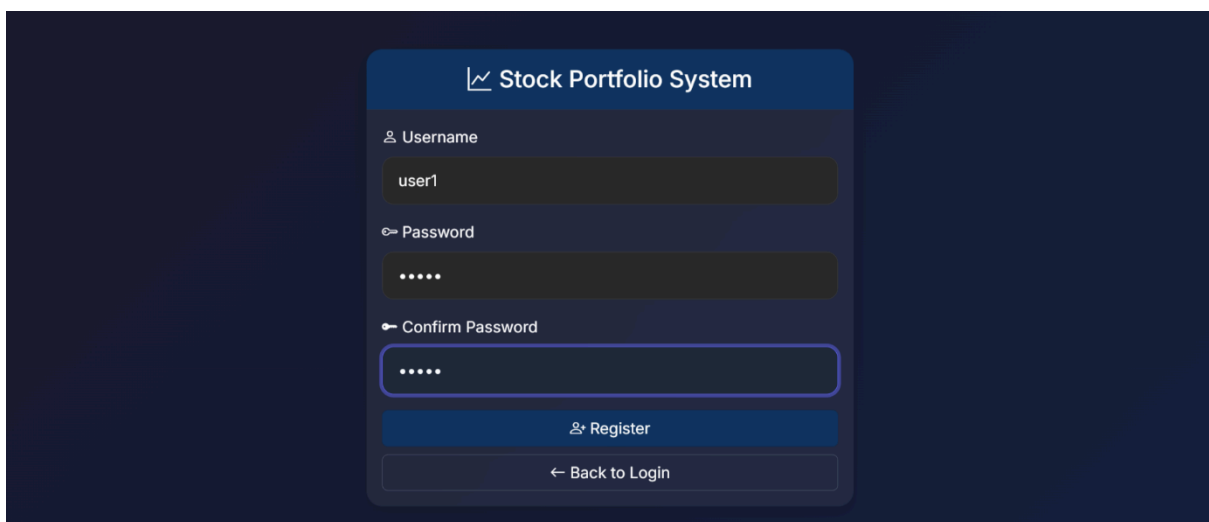 Stock Portfolio System
Username
user1
Password
•••••
Confirm Password
•••••
Register
← Back to Login